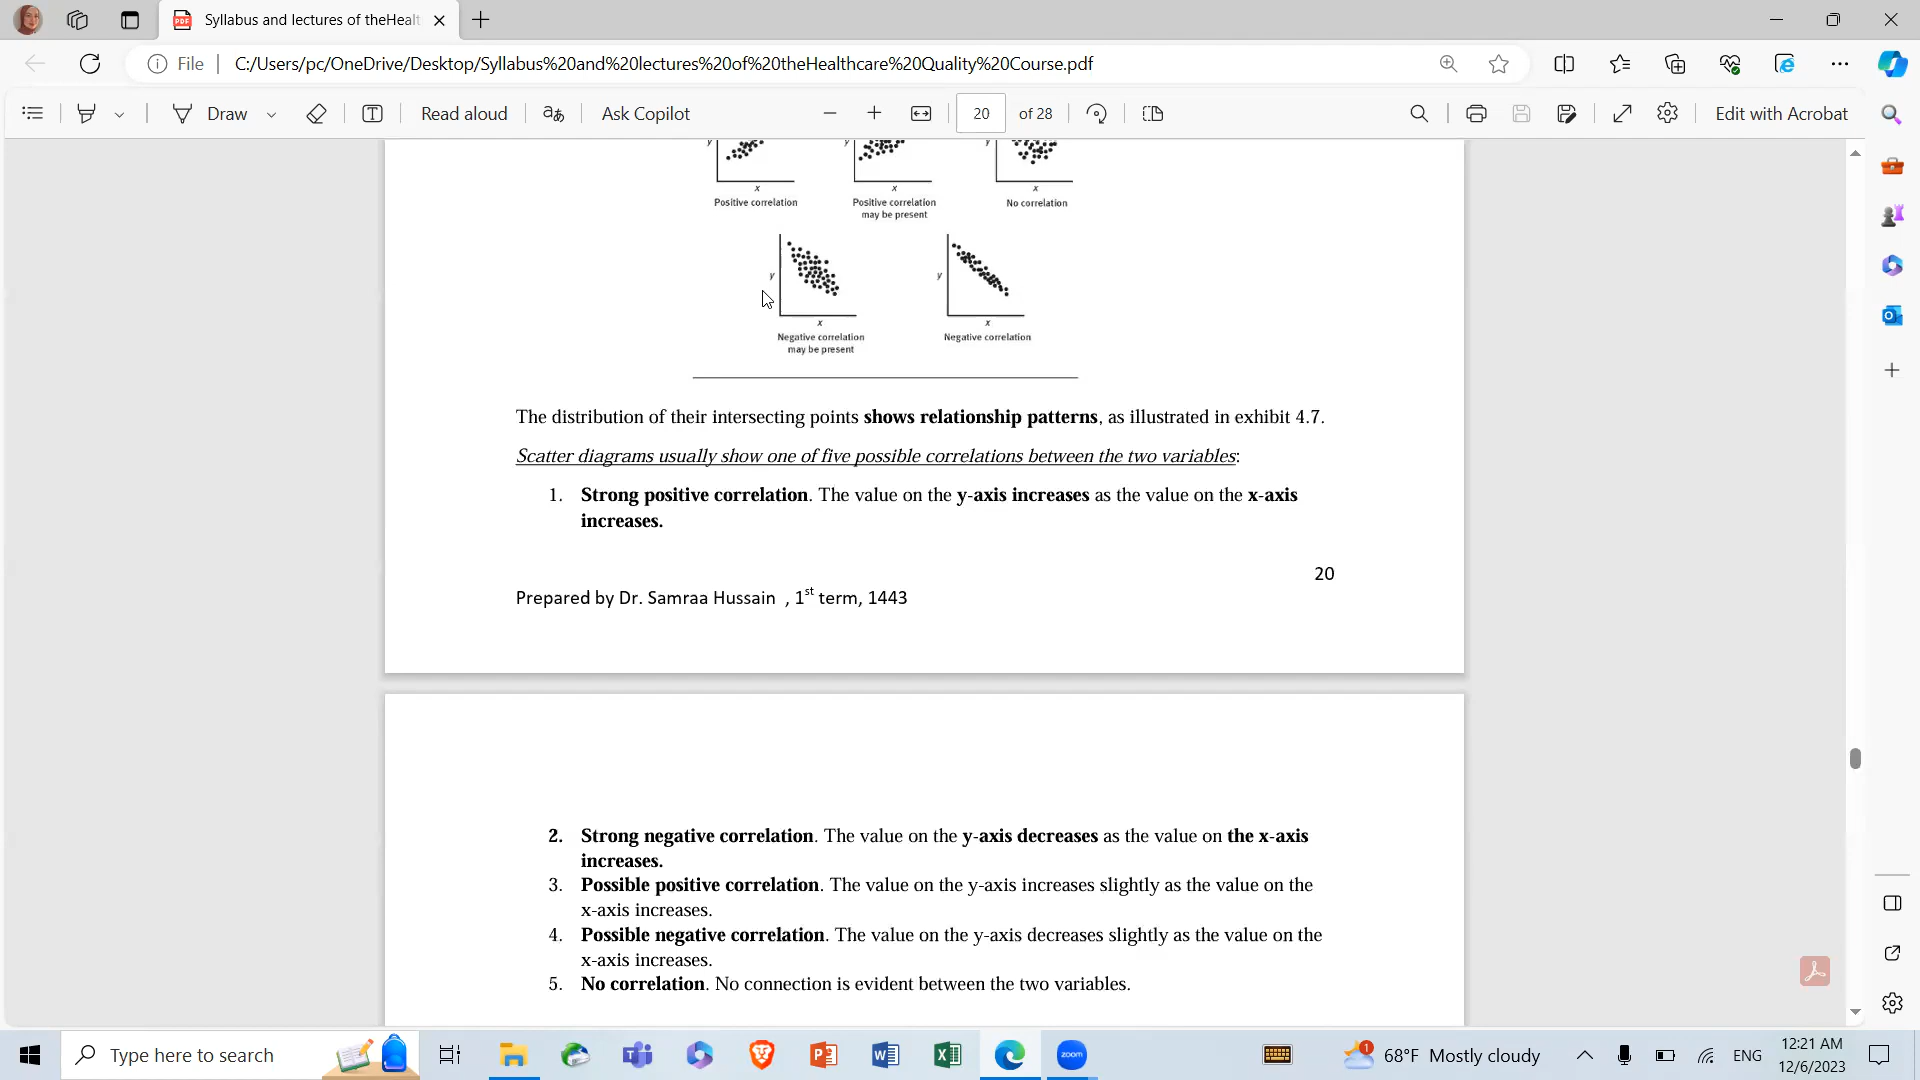 Syllabus and lectures of theHealt
File
C:/Users/pc/OneDrive/Desktop/Syllabus%20and%20lectures%20of%20theHealthcare%20Quality%20Course.pdf
Draw
T
Read aloud
aあ
Ask Copilot
20
of 28
Edit with Acrobat
y
y
y
x
x
x
Positive correlation
Positive correlation
may be present
No correlation
y
y
x
x
Negative correlation
may be present
Negative correlation
The distribution of their intersecting points shows relationship patterns, as illustrated in exhibit 4.7.
Scatter diagrams usually show one of five possible correlations between the two variables:
1. Strong positive correlation. The value on the y-axis increases as the value on the x-axis
increases.
20
Prepared by Dr. Samraa Hussain , 1st term, 1443
2. Strong negative correlation. The value on the y-axis decreases as the value on the x-axis
increases.
3. Possible positive correlation. The value on the y-axis increases slightly as the value on the
x-axis increases.
4. Possible negative correlation. The value on the y-axis decreases slightly as the value on the
x-axis increases.
5. No correlation. No connection is evident between the two variables.
Type here to search
zoom
1
68°F Mostly cloudy
ENG
12:21 AM
12/6/2023